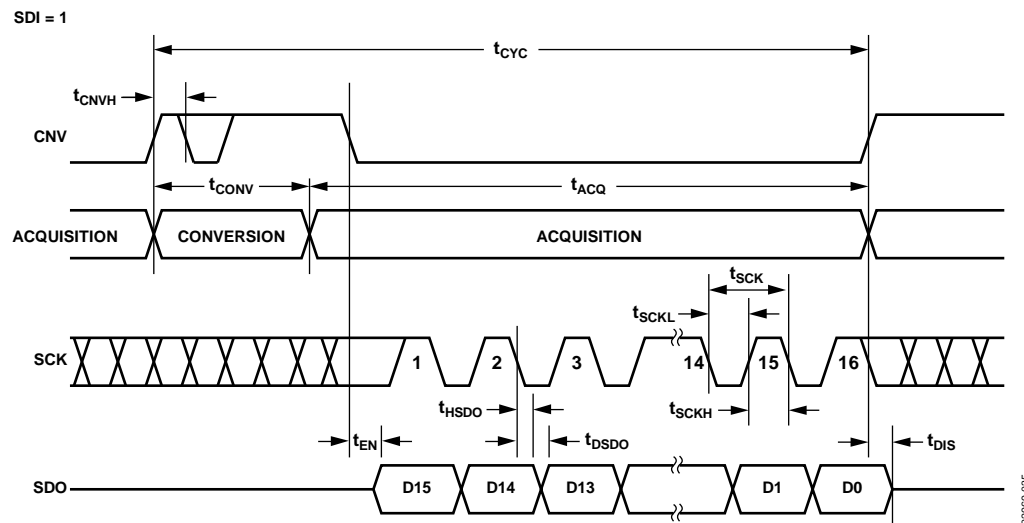 SDI = 1
tCYC
tCNVH
CNV
tCONV
tACQ
ACQUISITION
CONVERSION
ACQUISITION
tSCK
tSCKL
SCK
1
2
3
14
15
16
tHSDO
tSCKH
tEN
tDSDO
tDIS
SDO
D15
D14
D13
D1
D0